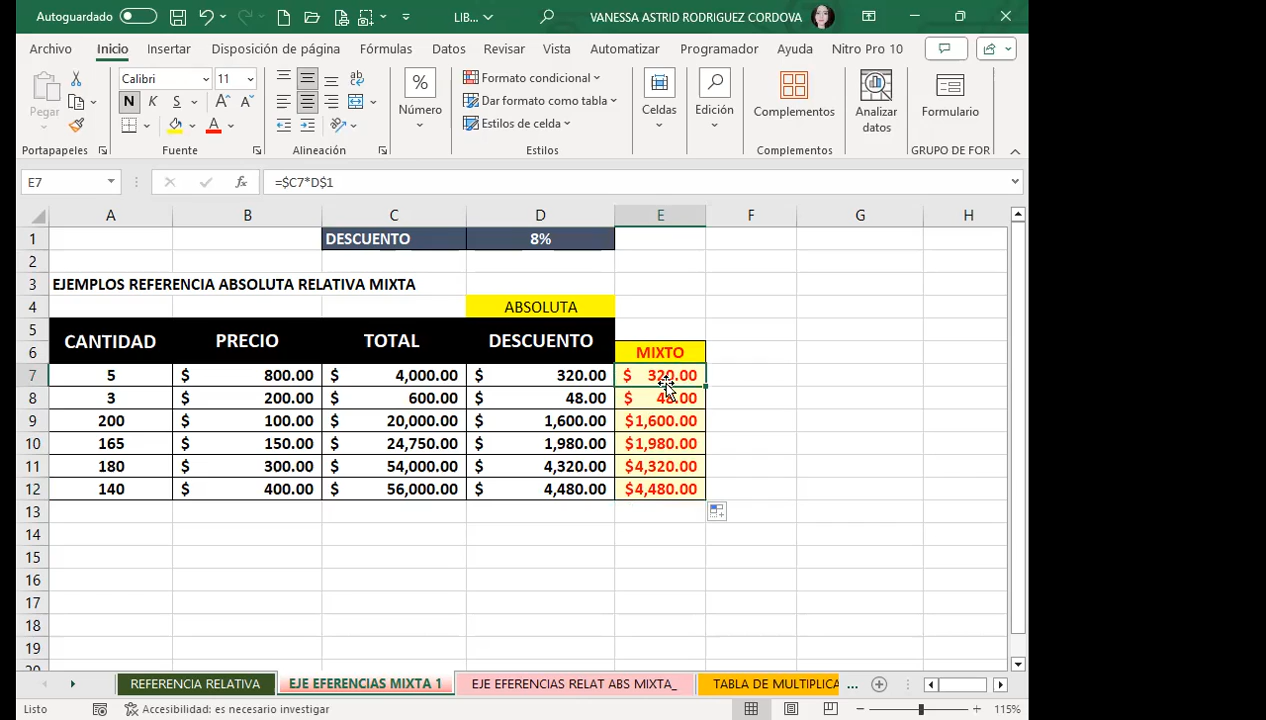 Autoguardado
LIB...
VANESSA ASTRID RODRIGUEZ CORDOVA
Archivo Inicio Insertar Disposición de página Fórmulas Datos Revisar Vista Automatizar Programador Ayuda Nitro Pro 10
Pegar
Calibri 11
N K S
ab
A A
A
%
Número
Formato condicional
Dar formato como tabla
Estilos de celda
Celdas
Edición
Complementos
Analizar datos
Formulario
Portapapeles Fuente Alineación Estilos Complementos GRUPO DE FOR
E7 fx =$C7*D$1
A B C D E F G H
1 DESCUENTO 8%
2
3 EJEMPLOS REFERENCIA ABSOLUTA RELATIVA MIXTA
4 ABSOLUTA
5
CANTIDAD PRECIO TOTAL DESCUENTO
6 MIXTO
7 5 $ 800.00 $ 4,000.00 $ 320.00 $ 320.00
8 3 $ 200.00 $ 600.00 $ 48.00 $ 48.00
9 200 $ 100.00 $ 20,000.00 $ 1,600.00 $1,600.00
10 165 $ 150.00 $ 24,750.00 $ 1,980.00 $1,980.00
11 180 $ 300.00 $ 54,000.00 $ 4,320.00 $4,320.00
12 140 $ 400.00 $ 56,000.00 $ 4,480.00 $4,480.00
13
14
15
16
17
18
19
20
REFERENCIA RELATIVA EJE EFERENCIAS MIXTA 1 EJE EFERENCIAS RELAT ABS MIXTA_ TABLA DE MULTIPLICA ...
Listo Accesibilidad: es necesario investigar 115%